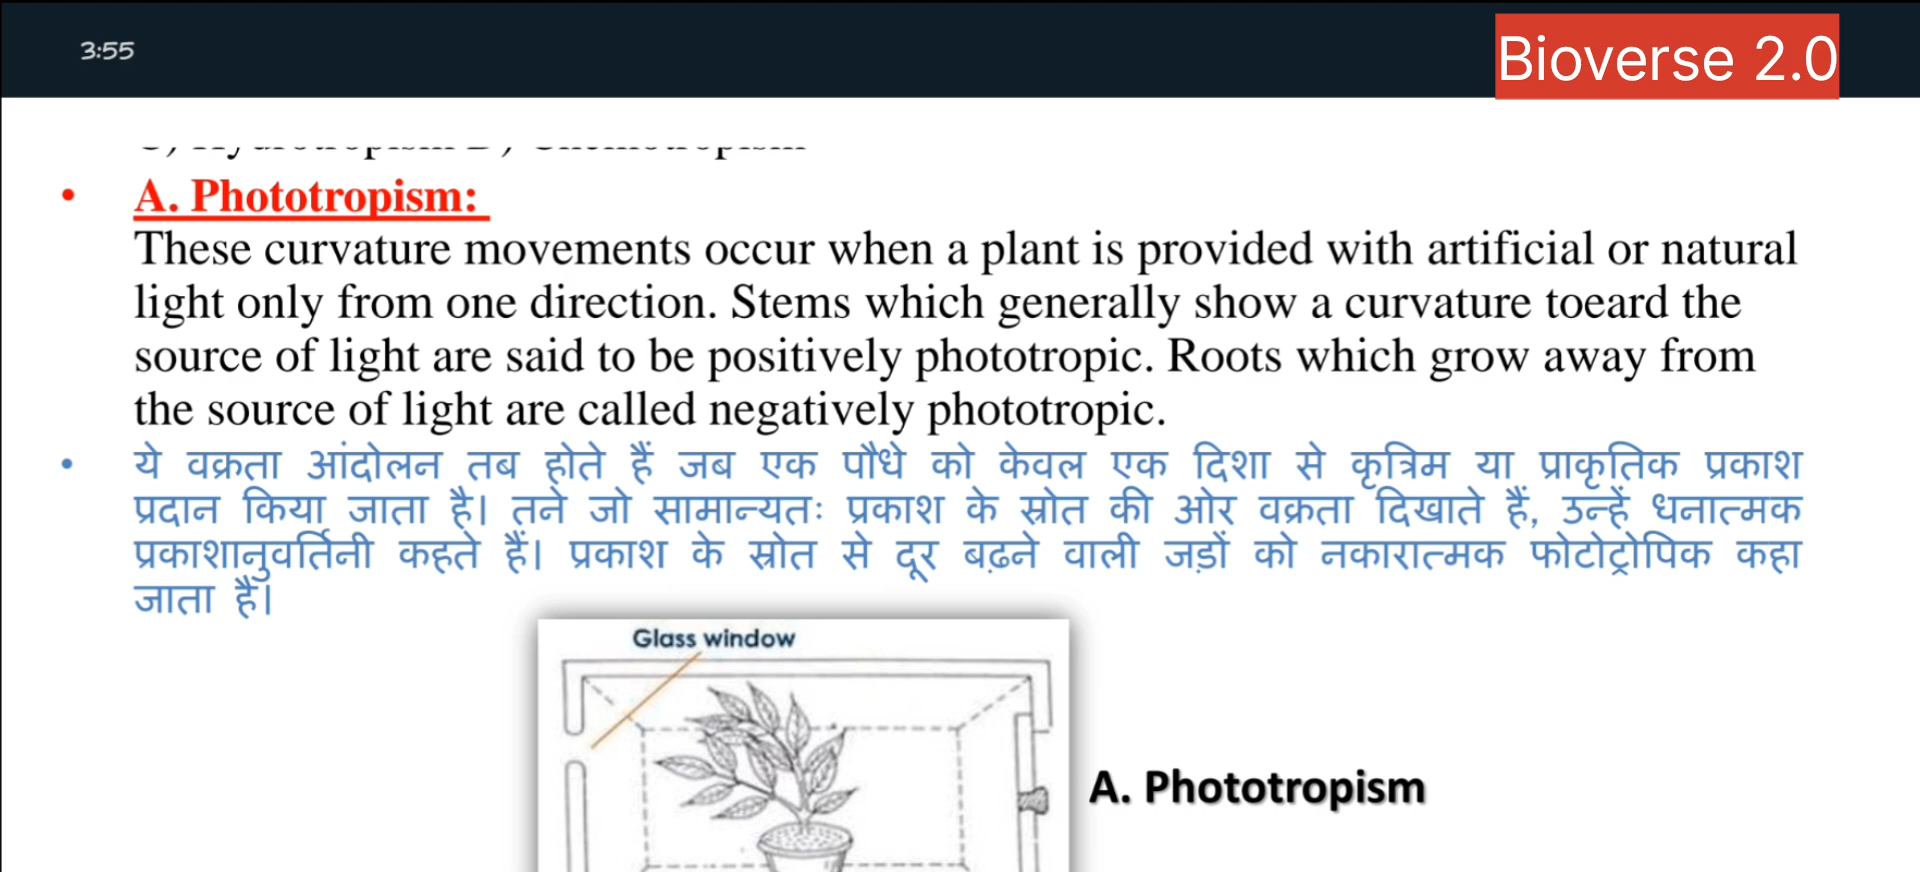 3:55
Bioverse 2.0
• A. Phototropism:
These curvature movements occur when a plant is provided with artificial or natural
light only from one direction. Stems which generally show a curvature toeard the
source of light are said to be positively phototropic. Roots which grow away from
the source of light are called negatively phototropic.
• ये वक्रता आंदोलन तब होते हैं जब एक पौधे को केवल एक दिशा से कृत्रिम या प्राकृतिक प्रकाश
प्रदान किया जाता है। तने जो सामान्यतः प्रकाश के स्रोत की ओर वक्रता दिखाते हैं, उन्हें धनात्मक
प्रकाशानुवर्तिनी कहते हैं। प्रकाश के स्रोत से दूर बढ़ने वाली जड़ों को नकारात्मक फोटोट्रोपिक कहा
जाता है।
Glass window
A. Phototropism